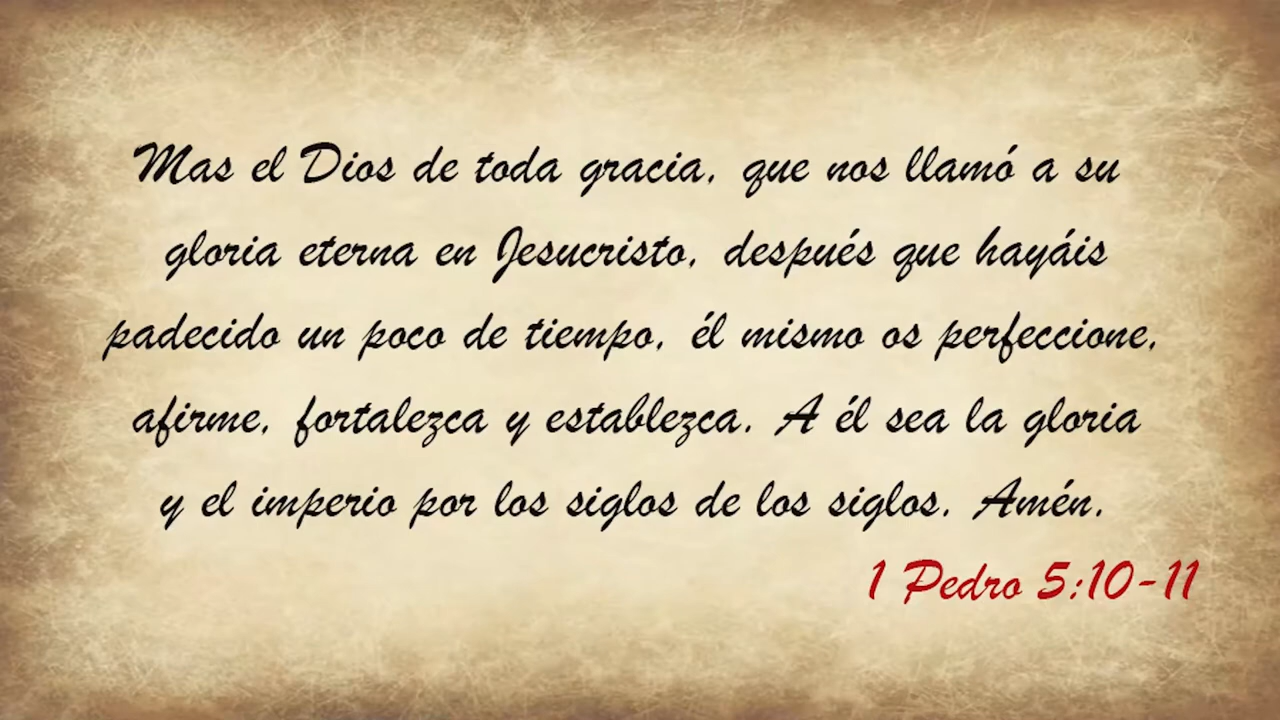 Mas el Dios de toda gracia, que nos llamó a su
gloria eterna en Jesucristo, después que hayáis
padecido un poco de tiempo, él mismo os perfeccione,
afirme, fortalezca y establezca. A él sea la gloria
y el imperio por los siglos de los siglos. Amén.
1 Pedro 5:10-11